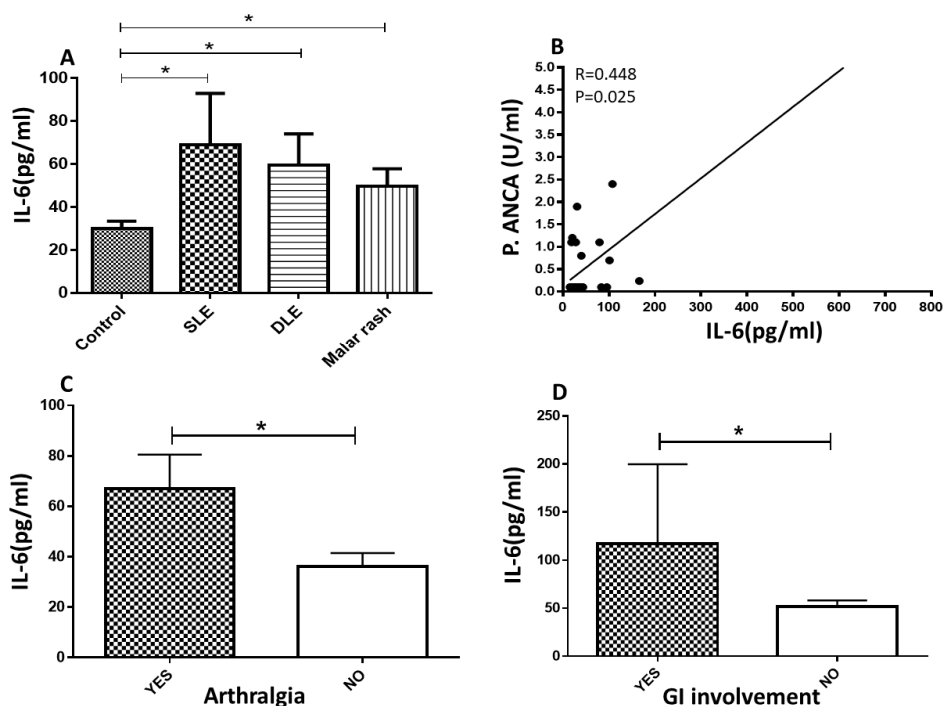 A
*
*
*
IL-6(pg/ml)
100
80
60
40
20
0
Control
SLE
DLE
Malar rash
B
R=0.448
P=0.025
P. ANCA (U/ml)
5.0
4.5
4.0
3.5
3.0
2.5
2.0
1.5
1.0
0.5
0.0
0 100 200 300 400 500 600 700 800
IL-6(pg/ml)
C
*
IL-6(pg/ml)
100
80
60
40
20
0
YES
NO
Arthralgia
D
*
IL-6(pg/ml)
250
200
150
100
50
0
YES
NO
GI involvement